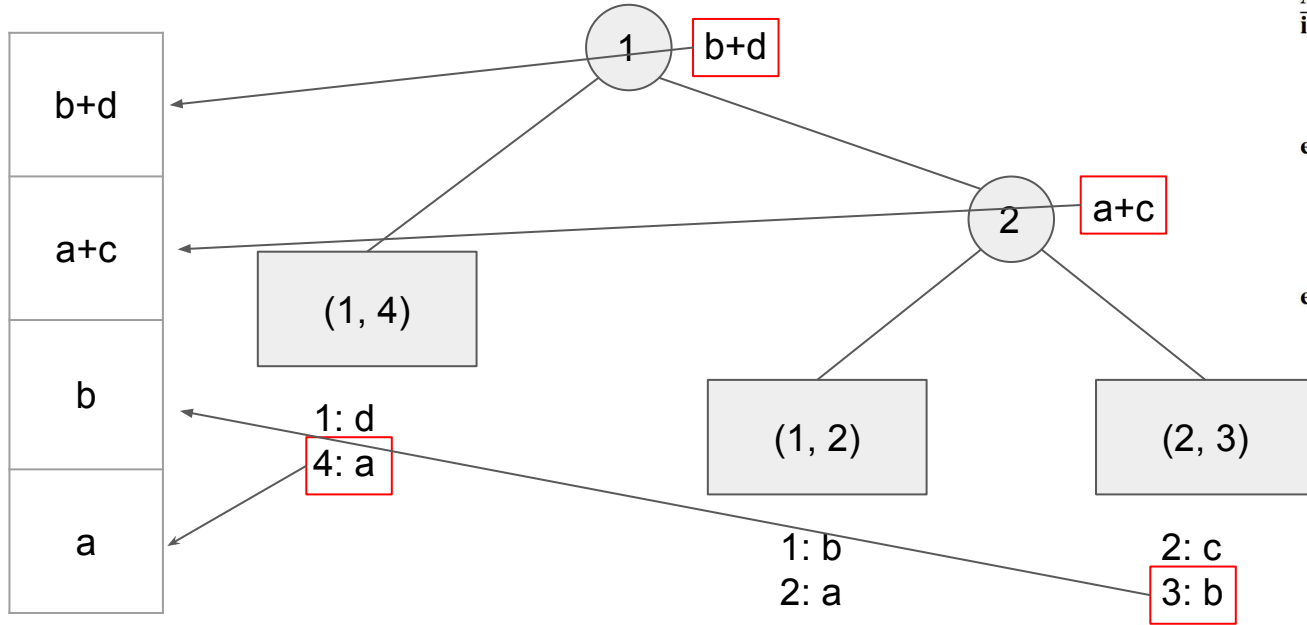 b+d
a+c
b
a
1
b+d
2
a+c
(1, 4)
1: d
4: a
(1, 2)
1: b
2: a
(2, 3)
2: c
3: b